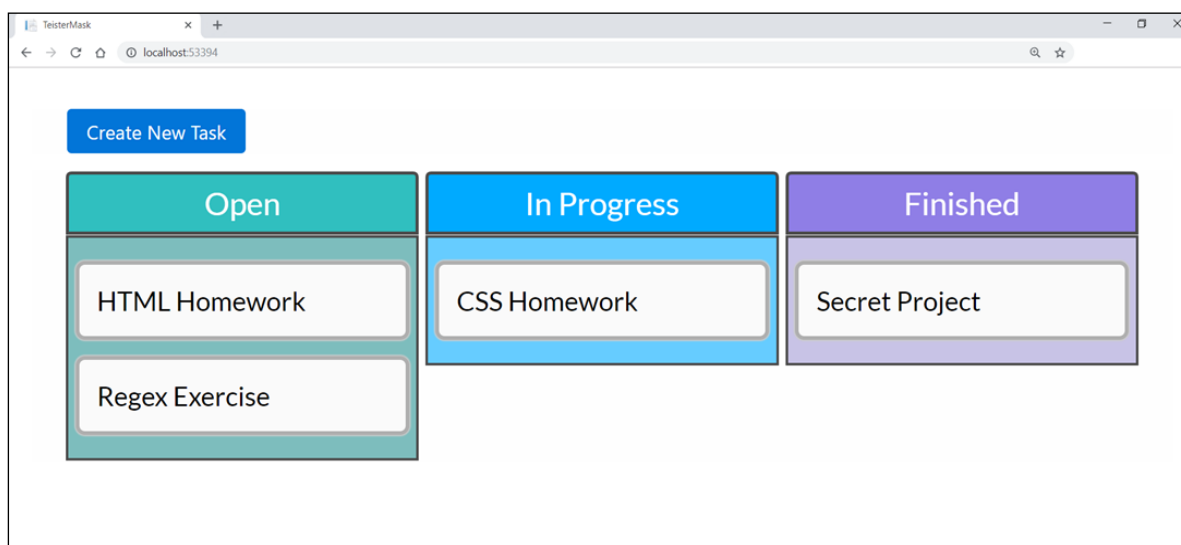 TeisterMask
localhost:53394
Create New Task
Open
In Progress
Finished
HTML Homework
CSS Homework
Secret Project
Regex Exercise